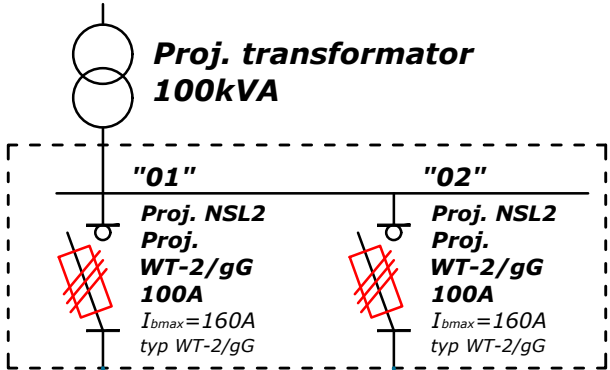 Proj. transformator
100kVA
"01"
Proj. NSL2
Proj.
WT-2/gG
100A
Ibmax=160A
typ WT-2/gG
"02"
Proj. NSL2
Proj.
WT-2/gG
100A
Ibmax=160A
typ WT-2/gG